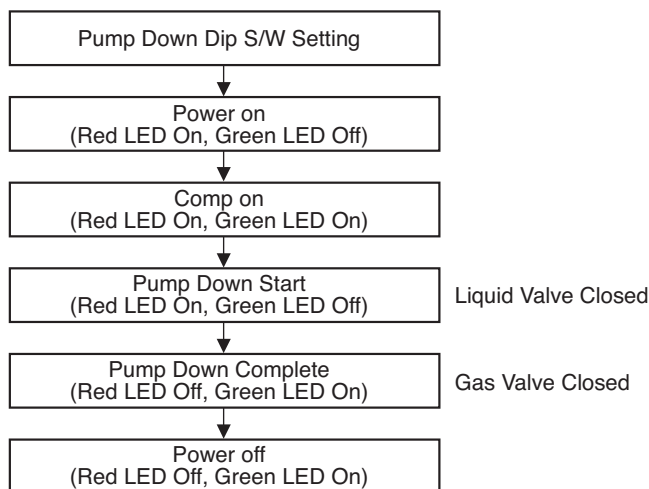 Pump Down Dip S/W Setting
Power on
(Red LED On, Green LED Off)
Comp on
(Red LED On, Green LED On)
Pump Down Start
(Red LED On, Green LED Off)
Liquid Valve Closed
Pump Down Complete
(Red LED Off, Green LED On)
Gas Valve Closed
Power off
(Red LED Off, Green LED On)